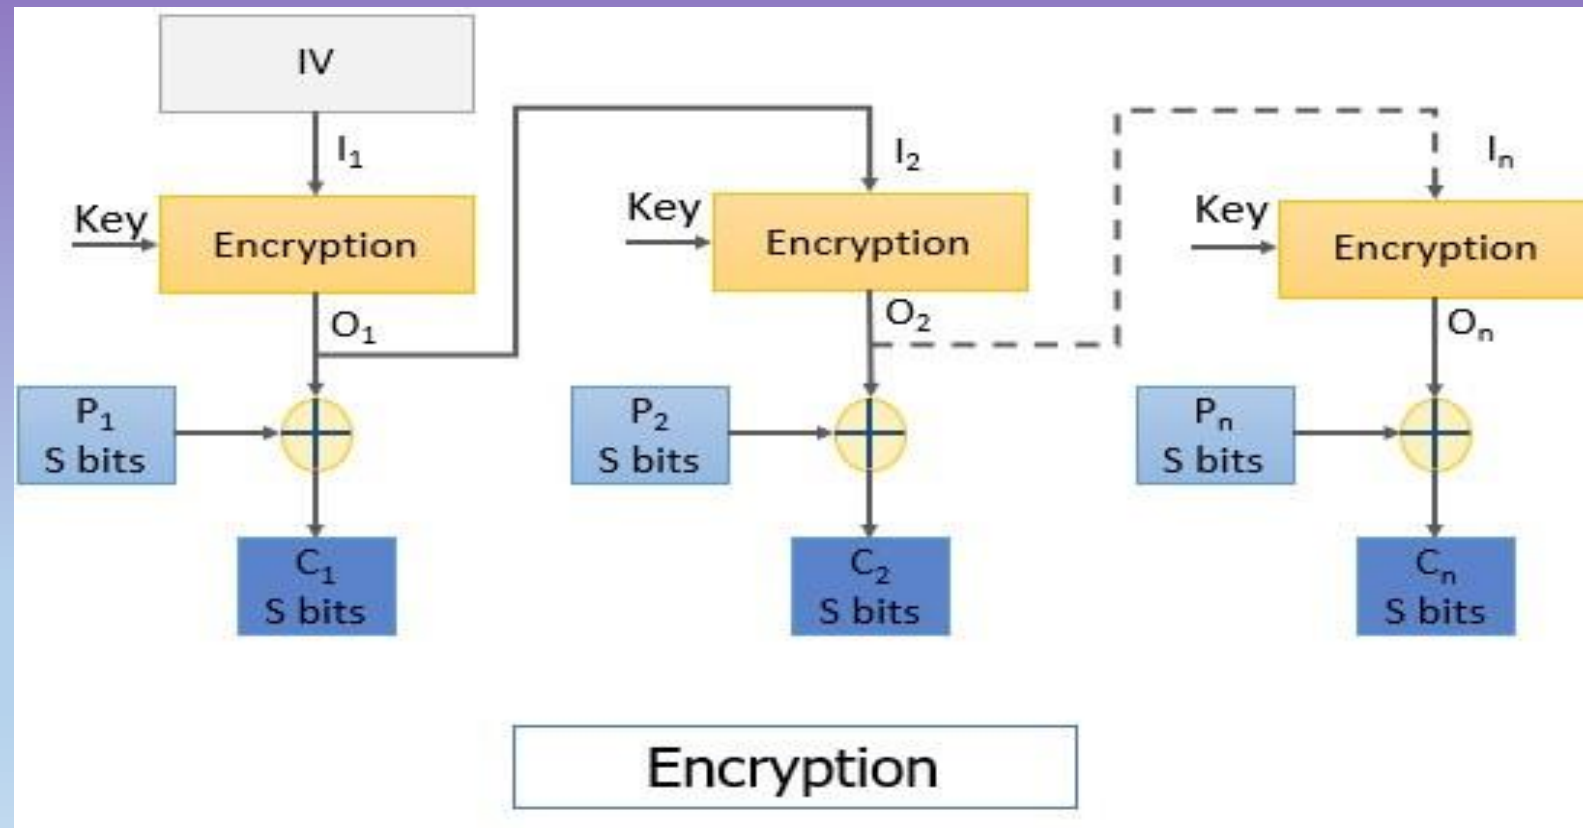 IV
I₁
I₂
Iₙ
Key
Key
Key
Encryption
Encryption
Encryption
O₁
O₂
Oₙ
P₁
S bits
P₂
S bits
Pₙ
S bits
C₁
S bits
C₂
S bits
Cₙ
S bits
Encryption